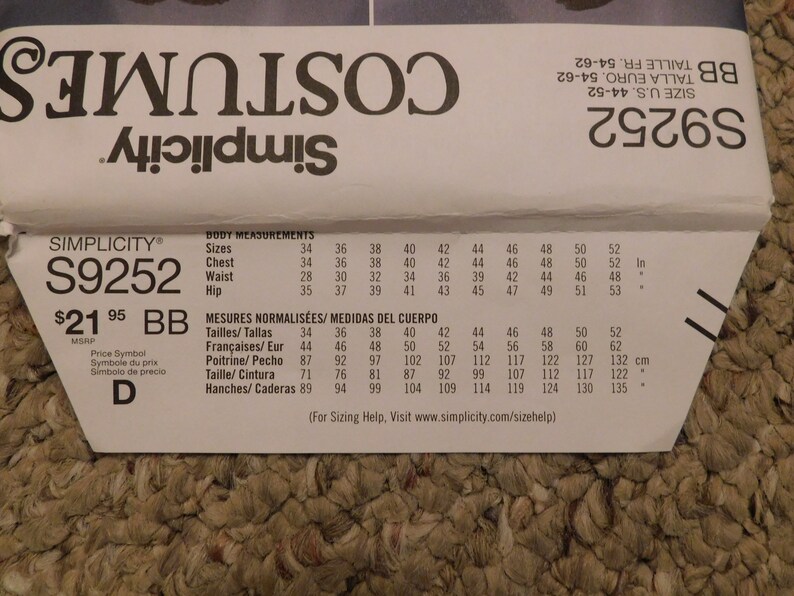 COSTUMES
Simplicity®
S9252
SIZE U.S. 44-52
TALLA EURO. 54-62
TAILLE FR. 54-62
BB
SIMPLICITY®
S9252
$21 95 BB
MSRP
Price Symbol
Symbole du prix
Símbolo de precio
D
BODY MEASUREMENTS
Sizes 34 36 38 40 42 44 46 48 50 52
Chest 34 36 38 40 42 44 46 48 50 52 In
Waist 28 30 32 34 36 39 42 44 46 48 "
Hip 35 37 39 41 43 45 47 49 51 53 "
MESURES NORMALISÉES/ MEDIDAS DEL CUERPO
Tailles/ Tallas 34 36 38 40 42 44 46 48 50 52
Françaises/ Eur 44 46 48 50 52 54 56 58 60 62
Poitrine/ Pecho 87 92 97 102 107 112 117 122 127 132 cm
Taille/ Cintura 71 76 81 87 92 99 107 112 117 122 "
Hanches/ Caderas 89 94 99 104 109 114 119 124 130 135 "
(For Sizing Help, Visit www.simplicity.com/sizehelp)